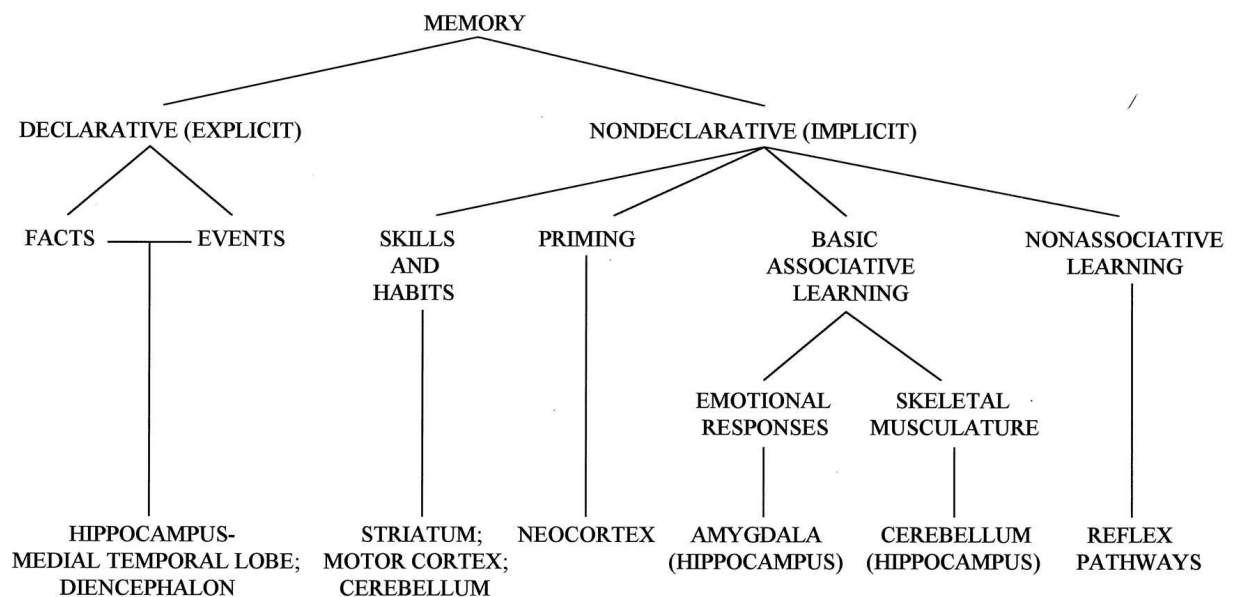 MEMORY
DECLARATIVE (EXPLICIT)
NONDECLARATIVE (IMPLICIT)
FACTS
EVENTS
SKILLS
AND
HABITS
PRIMING
BASIC
ASSOCIATIVE
LEARNING
NONASSOCIATIVE
LEARNING
EMOTIONAL
RESPONSES
SKELETAL
MUSCULATURE
HIPPOCAMPUS-
MEDIAL TEMPORAL LOBE;
DIENCEPHALON
STRIATUM;
MOTOR CORTEX;
CEREBELLUM
NEOCORTEX
AMYGDALA
(HIPPOCAMPUS)
CEREBELLUM
(HIPPOCAMPUS)
REFLEX
PATHWAYS